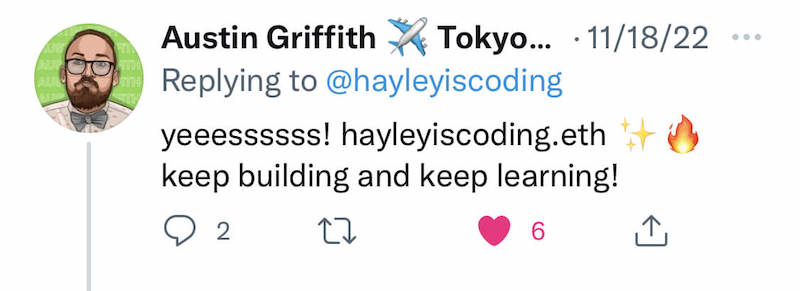 Austin Griffith ✈️ Tokyo... · 11/18/22
Replying to @hayleyiscoding
yeeessssss! hayleyiscoding.eth ✨🔥
keep building and keep learning!
2 6